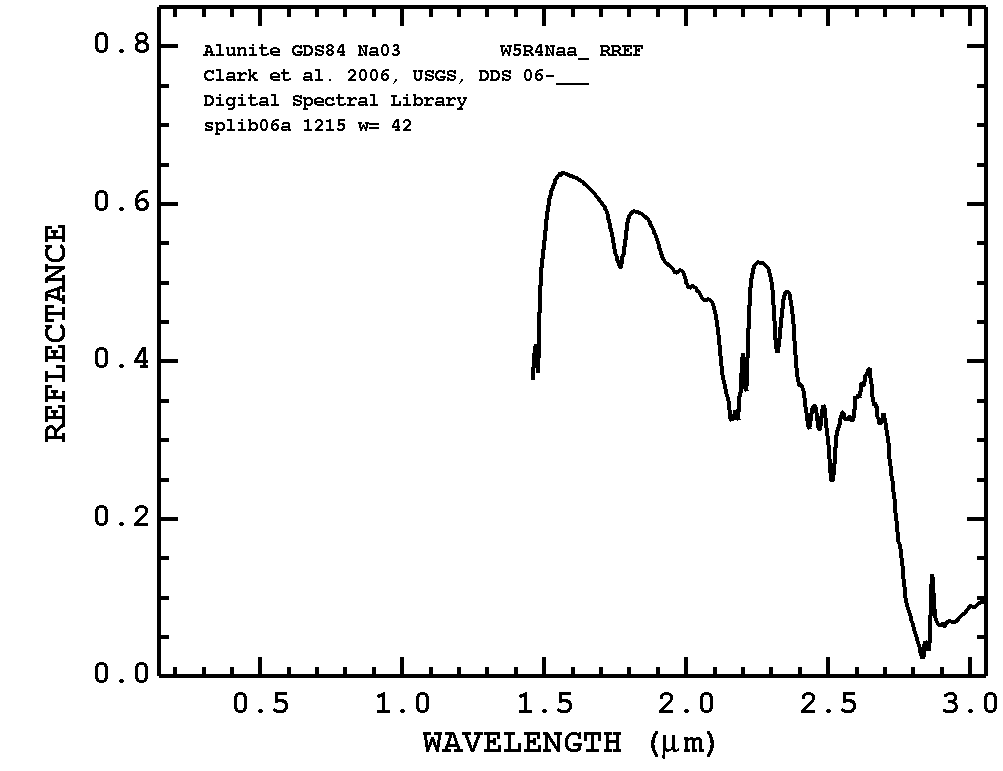 Alunite GDS84 Na03 W5R4Naa_ RREF
Clark et al. 2006, USGS, DDS 06-___
Digital Spectral Library
splib06a 1215 w= 42
0.8
0.6
0.4
0.2
0.0
REFLECTANCE
0.5 1.0 1.5 2.0 2.5 3.0
WAVELENGTH (μm)